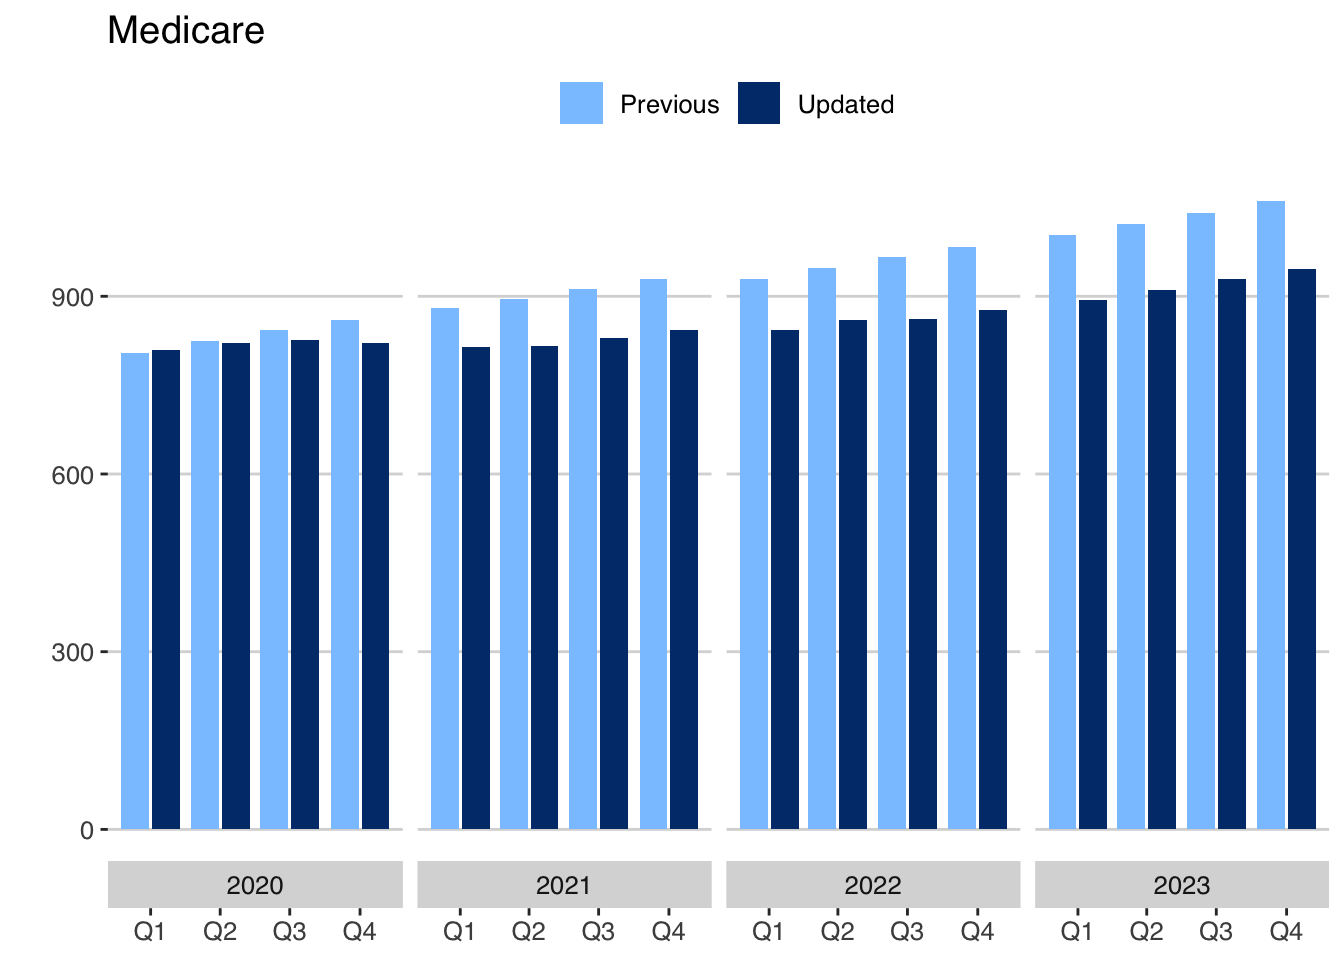 Medicare
Previous Updated
900
600
300
0
2020 2021 2022 2023
Q1 Q2 Q3 Q4 Q1 Q2 Q3 Q4 Q1 Q2 Q3 Q4 Q1 Q2 Q3 Q4